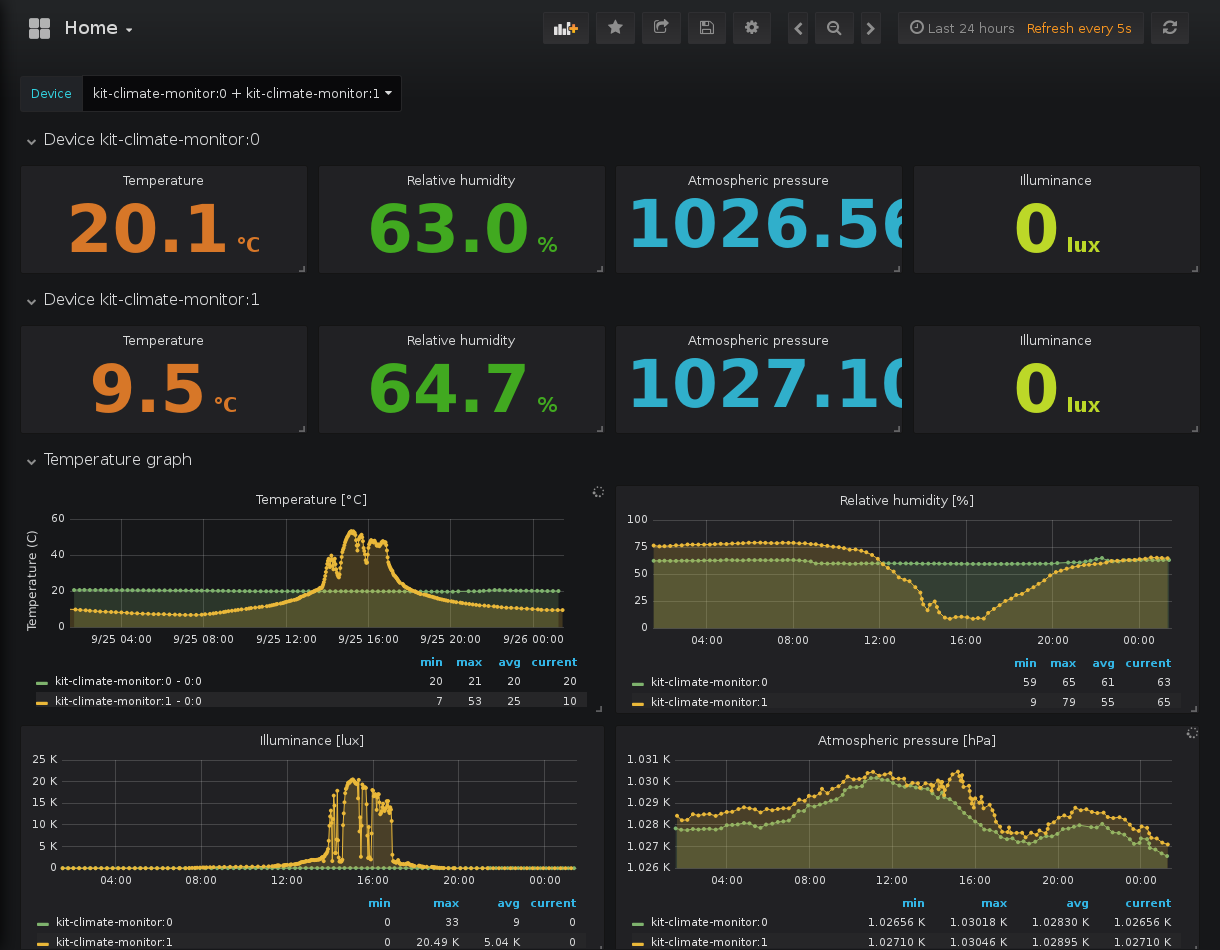 Home
Last 24 hours Refresh every 5s
Device kit-climate-monitor:0 + kit-climate-monitor:1
Device kit-climate-monitor:0
Temperature Relative humidity Atmospheric pressure Illuminance
20.1 °C 63.0 % 1026.56 0 lux
Device kit-climate-monitor:1
Temperature Relative humidity Atmospheric pressure Illuminance
9.5 °C 64.7 % 1027.10 0 lux
Temperature graph
Temperature [°C]
Temperature (C)
60
40
20
0
9/25 04:00 9/25 08:00 9/25 12:00 9/25 16:00 9/25 20:00 9/26 00:00
min max avg current
kit-climate-monitor:0 - 0:0 20 21 20 20
kit-climate-monitor:1 - 0:0 7 53 25 10
Relative humidity [%]
100
75
50
25
0
04:00 08:00 12:00 16:00 20:00 00:00
min max avg current
kit-climate-monitor:0 59 65 61 63
kit-climate-monitor:1 9 79 55 65
Illuminance [lux]
25 K
20 K
15 K
10 K
5 K
0
04:00 08:00 12:00 16:00 20:00 00:00
min max avg current
kit-climate-monitor:0 0 33 9 0
kit-climate-monitor:1 0 20.49 K 5.04 K 0
Atmospheric pressure [hPa]
1.031 K
1.030 K
1.029 K
1.028 K
1.027 K
1.026 K
04:00 08:00 12:00 16:00 20:00 00:00
min max avg current
kit-climate-monitor:0 1.02656 K 1.03018 K 1.02830 K 1.02656 K
kit-climate-monitor:1 1.02710 K 1.03046 K 1.02895 K 1.02710 K